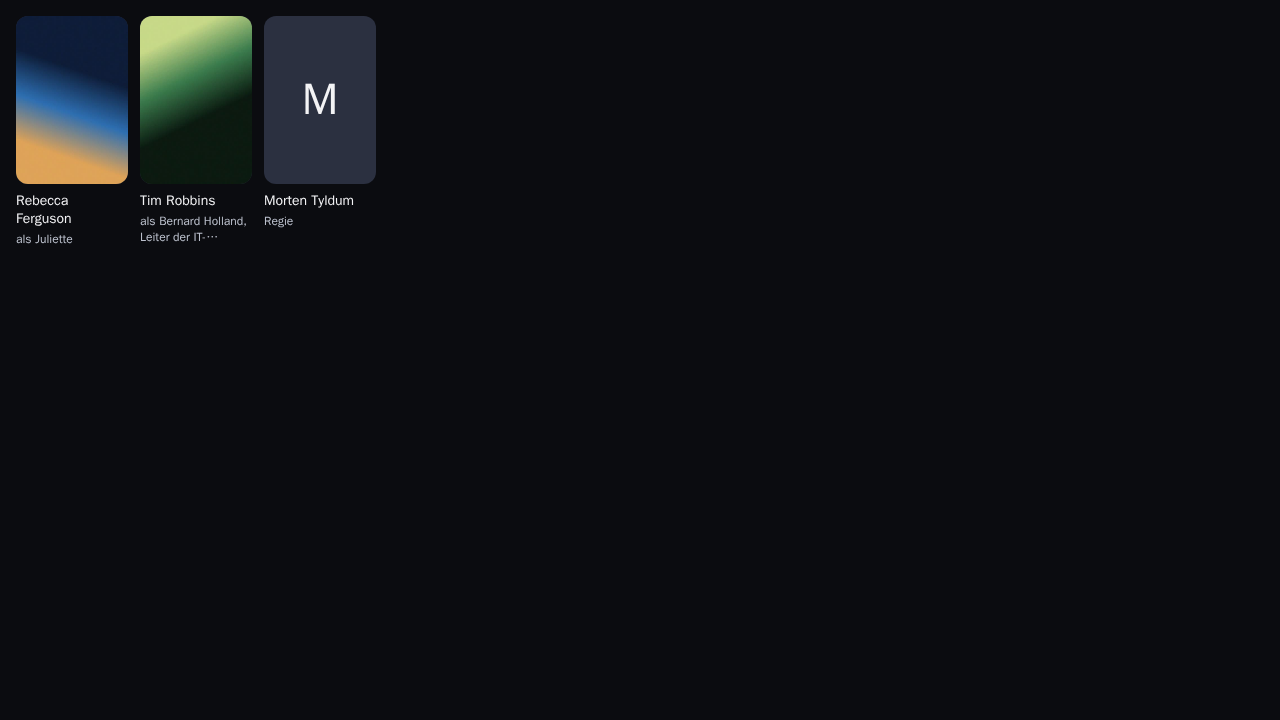 M
Rebecca
Ferguson
als Juliette
Tim Robbins
als Bernard Holland,
Leiter der IT-…
Morten Tyldum
Regie